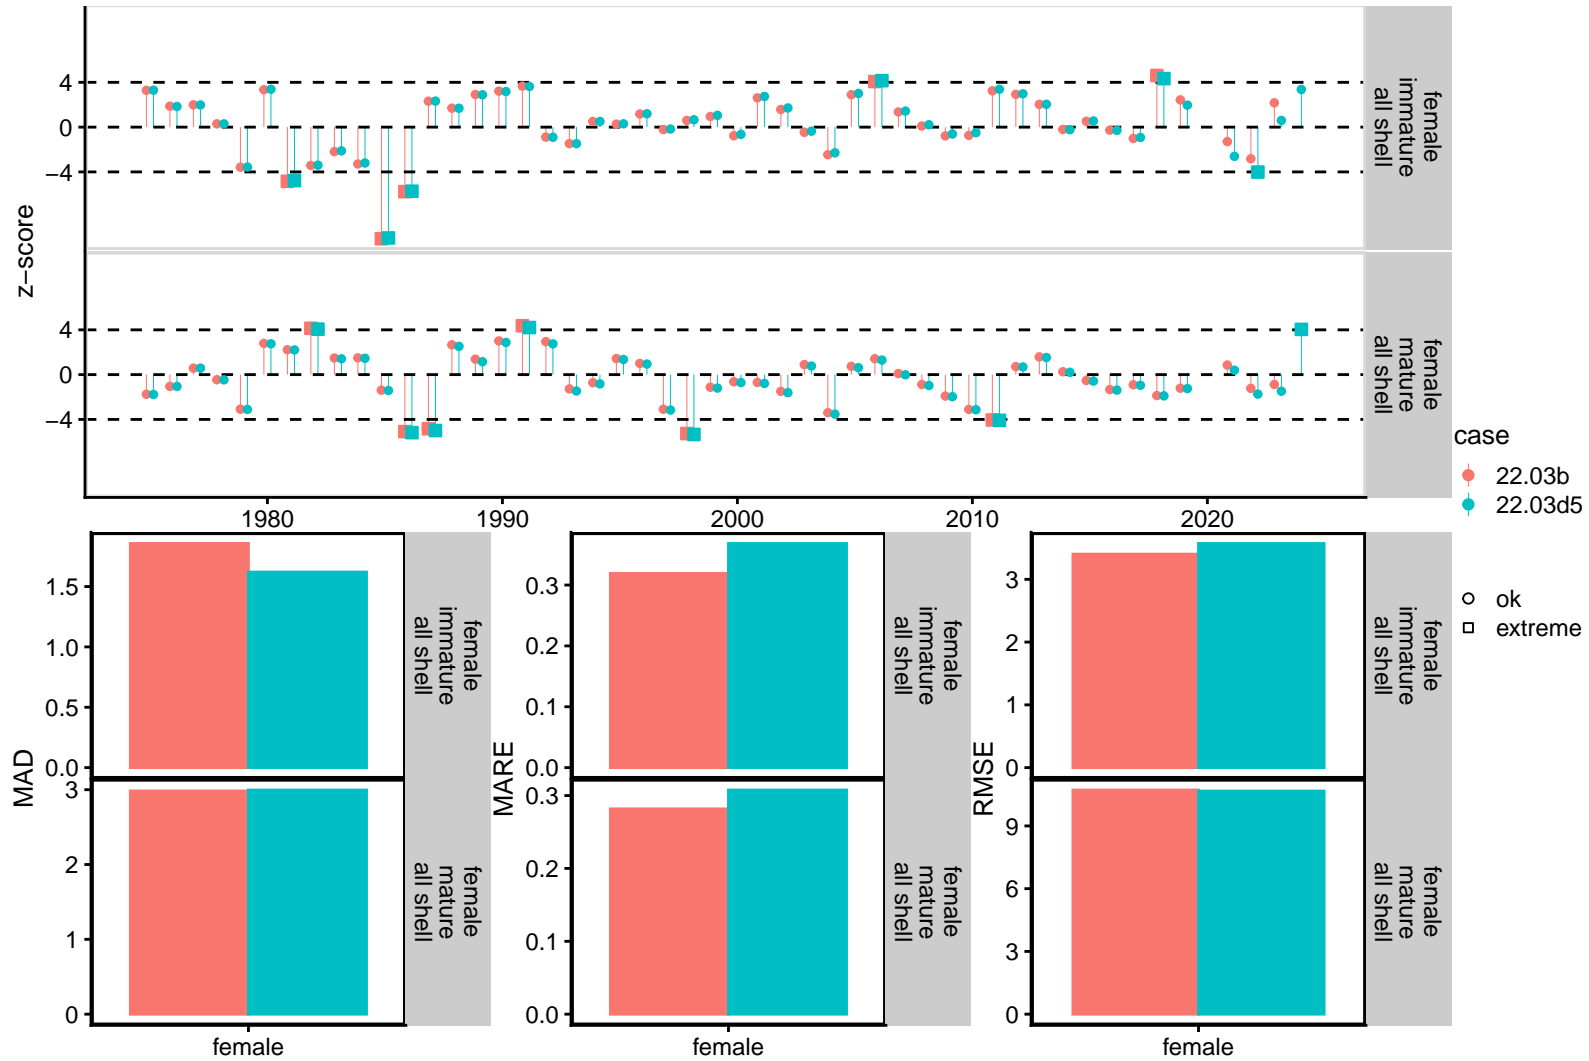 z−score
4
0
−4
female
immature
all shell
4
0
−4
female
mature
all shell
1980
1990
2000
2010
2020
case
22.03b
22.03d5
ok
extreme
MAD
1.5
1.0
0.5
0.0
female
immature
all shell
3
2
1
0
female
mature
all shell
female
MARE
0.3
0.2
0.1
0.0
female
immature
all shell
0.3
0.2
0.1
0.0
female
mature
all shell
female
RMSE
3
2
1
0
female
immature
all shell
9
6
3
0
female
mature
all shell
female